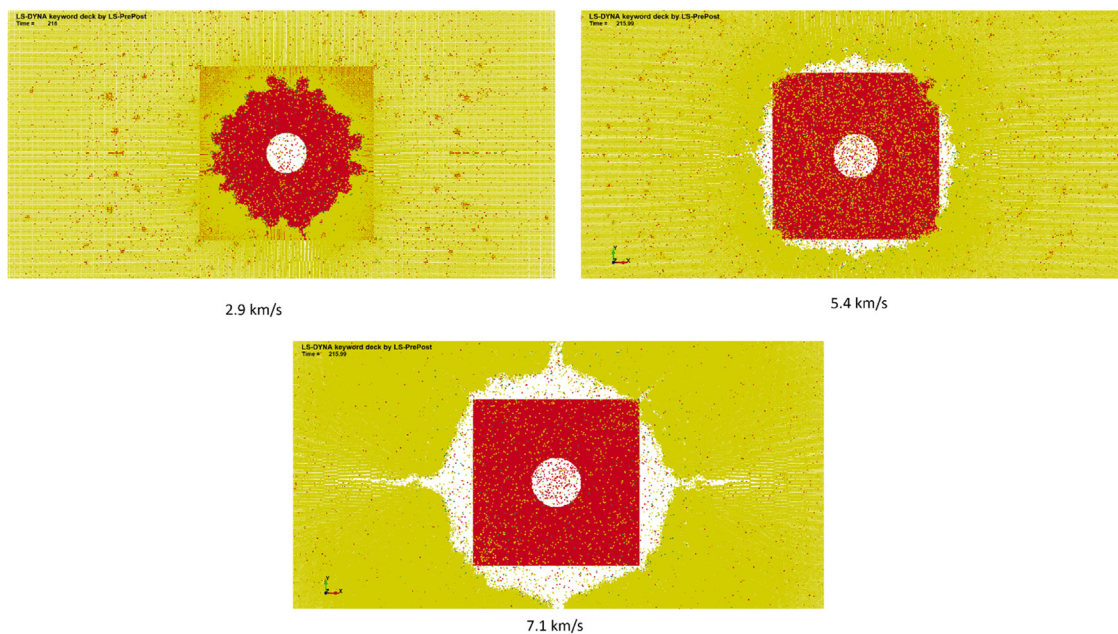 LS-DYNA keyword deck by LS-PrePost
Time = 216
LS-DYNA keyword deck by LS-PrePost
Time = 215.99
Y
X
2.9 km/s
5.4 km/s
LS-DYNA keyword deck by LS-PrePost
Time = 215.99
Y
X
7.1 km/s